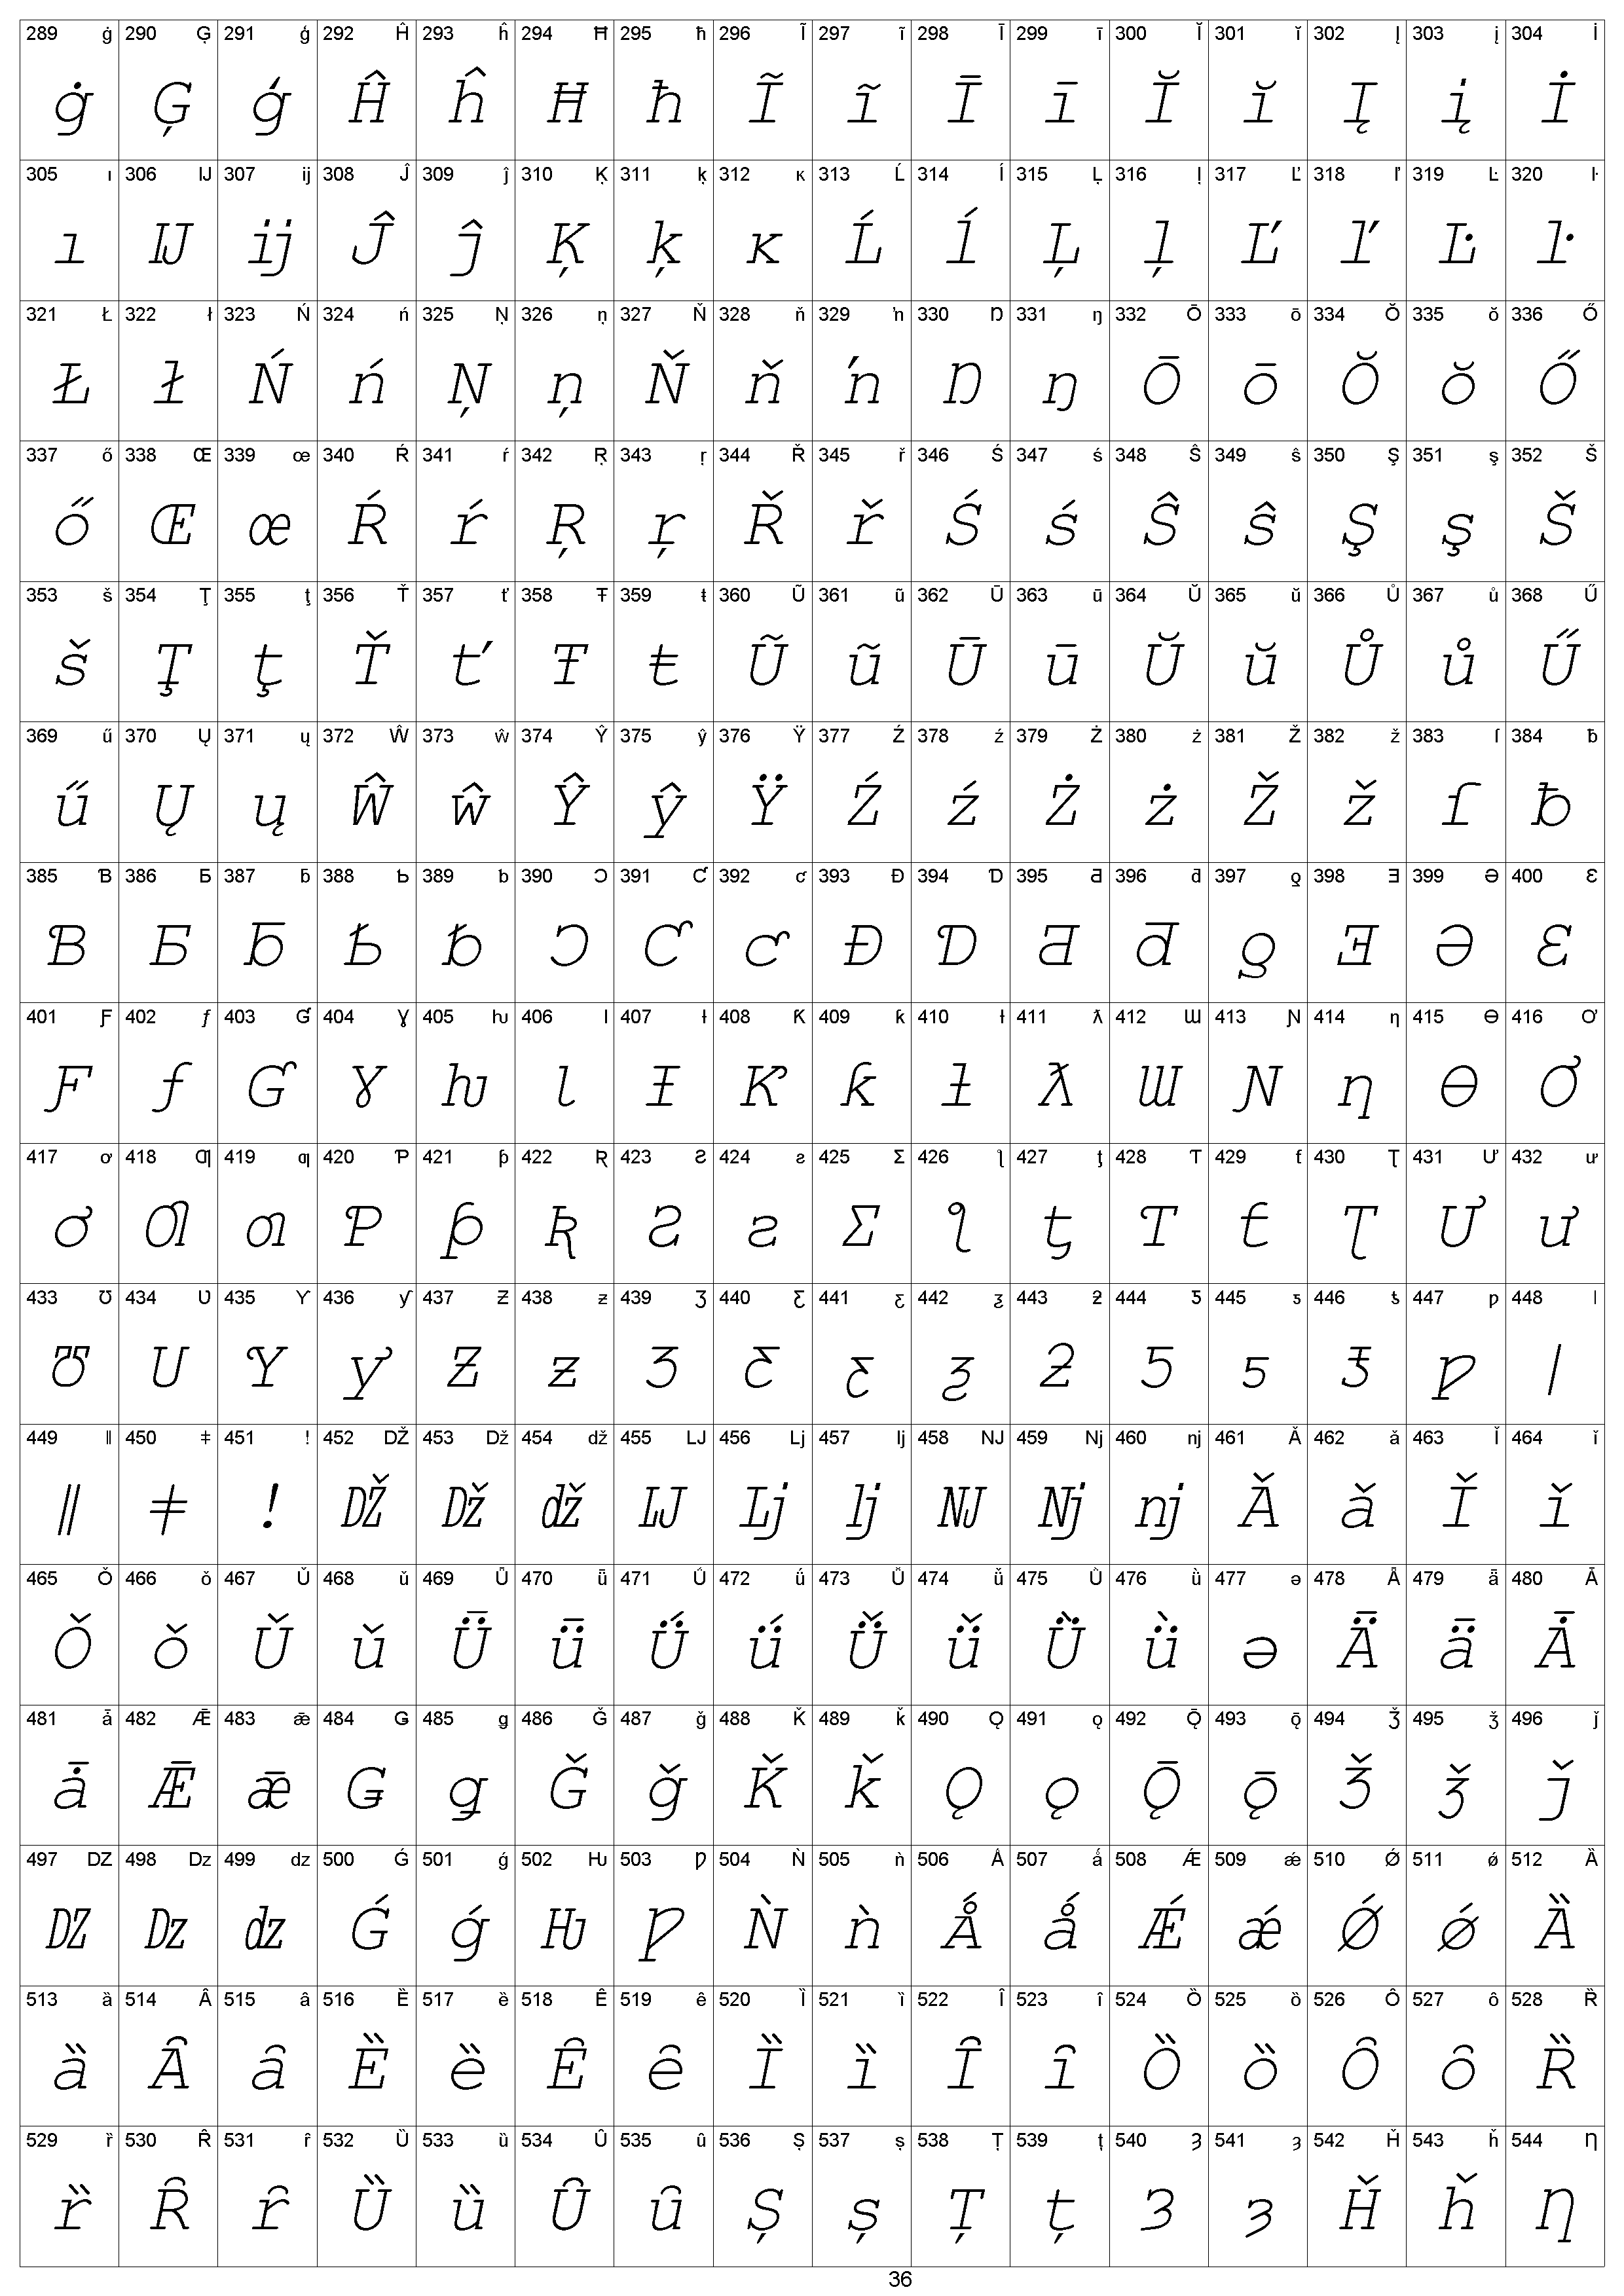 289 ġ 290 Ģ 291 ģ 292 Ĥ 293 ĥ 294 Ħ 295 ħ 296 Ĩ 297 ĩ 298 Ī 299 ī 300 Ĭ 301 ĭ 302 Į 303 į 304 İ
ġ Ģ ģ Ĥ ĥ Ħ ħ Ĩ ĩ Ī ī Ĭ ĭ Į į İ
305 ı 306 Ĳ 307 ĳ 308 Ĵ 309 ĵ 310 Ķ 311 ķ 312 ĸ 313 Ĺ 314 ĺ 315 Ļ 316 ļ 317 Ľ 318 ľ 319 Ŀ 320 ŀ
ı Ĳ ĳ Ĵ ĵ Ķ ķ ĸ Ĺ ĺ Ļ ļ Ľ ľ Ŀ ŀ
321 Ł 322 ł 323 Ń 324 ń 325 Ņ 326 ņ 327 Ň 328 ň 329 ŉ 330 Ŋ 331 ŋ 332 Ō 333 ō 334 Ŏ 335 ŏ 336 Ő
Ł ł Ń ń Ņ ņ Ň ň ŉ Ŋ ŋ Ō ō Ŏ ŏ Ő
337 ő 338 Œ 339 œ 340 Ŕ 341 ŕ 342 Ŗ 343 ŗ 344 Ř 345 ř 346 Ś 347 ś 348 Ŝ 349 ŝ 350 Ş 351 ş 352 Š
ő Œ œ Ŕ ŕ Ŗ ŗ Ř ř Ś ś Ŝ ŝ Ş ş Š
353 š 354 Ţ 355 ţ 356 Ť 357 ť 358 Ŧ 359 ŧ 360 Ũ 361 ũ 362 Ū 363 ū 364 Ŭ 365 ŭ 366 Ů 367 ů 368 Ű
š Ţ ţ Ť ť Ŧ ŧ Ũ ũ Ū ū Ŭ ŭ Ů ů Ű
369 ű 370 Ų 371 ų 372 Ŵ 373 ŵ 374 Ŷ 375 ŷ 376 Ÿ 377 Ź 378 ź 379 Ż 380 ż 381 Ž 382 ž 383 ſ 384 ƀ
ű Ų ų Ŵ ŵ Ŷ ŷ Ÿ Ź ź Ż ż Ž ž ſ ƀ
385 Ɓ 386 Ƃ 387 ƃ 388 Ƅ 389 ƅ 390 Ɔ 391 Ƈ 392 ƈ 393 Ɖ 394 Ɗ 395 Ƌ 396 ƌ 397 ƍ 398 Ǝ 399 Ə 400 Ɛ
Ɓ Ƃ ƃ Ƅ ƅ Ɔ Ƈ ƈ Ɖ Ɗ Ƌ ƌ ƍ Ǝ Ə Ɛ
401 Ƒ 402 ƒ 403 Ɠ 404 Ɣ 405 ƕ 406 Ɩ 407 Ɨ 408 Ƙ 409 ƙ 410 ƚ 411 ƛ 412 Ɯ 413 Ɲ 414 ƞ 415 Ɵ 416 Ơ
Ƒ ƒ Ɠ Ɣ ƕ Ɩ Ɨ Ƙ ƙ ƚ ƛ Ɯ Ɲ ƞ Ɵ Ơ
417 ơ 418 Ƣ 419 ƣ 420 Ƥ 421 ƥ 422 Ʀ 423 Ƨ 424 ƨ 425 Ʃ 426 ƪ 427 ƫ 428 Ƭ 429 ƭ 430 Ʈ 431 Ư 432 ư
ơ Ƣ ƣ Ƥ ƥ Ʀ Ƨ ƨ Ʃ ƪ ƫ Ƭ ƭ Ʈ Ư ư
433 Ʊ 434 Ʋ 435 Ƴ 436 ƴ 437 Ƶ 438 ƶ 439 Ʒ 440 Ƹ 441 ƹ 442 ƺ 443 ƻ 444 Ƽ 445 ƽ 446 ƾ 447 ƿ 448 ǀ
Ʊ Ʋ Ƴ ƴ Ƶ ƶ Ʒ Ƹ ƹ ƺ ƻ Ƽ ƽ ƾ ƿ ǀ
449 ǁ 450 ǂ 451 ǃ 452 Ǆ 453 ǅ 454 ǆ 455 Ǉ 456 ǈ 457 ǉ 458 Ǌ 459 ǋ 460 ǌ 461 Ǎ 462 ǎ 463 Ǐ 464 ǐ
ǁ ǂ ǃ Ǆ ǅ ǆ Ǉ ǈ ǉ Ǌ ǋ ǌ Ǎ ǎ Ǐ ǐ
465 Ǒ 466 ǒ 467 Ǔ 468 ǔ 469 Ǖ 470 ǖ 471 Ǘ 472 ǘ 473 Ǚ 474 ǚ 475 Ǜ 476 ǜ 477 ǝ 478 Ǟ 479 ǟ 480 Ǡ
Ǒ ǒ Ǔ ǔ Ǖ ǖ Ǘ ǘ Ǚ ǚ Ǜ ǜ ǝ Ǟ ǟ Ǡ
481 ǡ 482 Ǣ 483 ǣ 484 Ǥ 485 ǥ 486 Ǧ 487 ǧ 488 Ǩ 489 ǩ 490 Ǫ 491 ǫ 492 Ǭ 493 ǭ 494 Ǯ 495 ǯ 496 ǰ
ǡ Ǣ ǣ Ǥ ǥ Ǧ ǧ Ǩ ǩ Ǫ ǫ Ǭ ǭ Ǯ ǯ ǰ
497 Ǳ 498 ǲ 499 ǳ 500 Ǵ 501 ǵ 502 Ƕ 503 Ƿ 504 Ǹ 505 ǹ 506 Ǻ 507 ǻ 508 Ǽ 509 ǽ 510 Ǿ 511 ǿ 512 Ȁ
Ǳ ǲ ǳ Ǵ ǵ Ƕ Ƿ Ǹ ǹ Ǻ ǻ Ǽ ǽ Ǿ ǿ Ȁ
513 ȁ 514 Ȃ 515 ȃ 516 Ȅ 517 ȅ 518 Ȇ 519 ȇ 520 Ȉ 521 ȉ 522 Ȋ 523 ȋ 524 Ȍ 525 ȍ 526 Ȏ 527 ȏ 528 Ȑ
ȁ Ȃ ȃ Ȅ ȅ Ȇ ȇ Ȉ ȉ Ȋ ȋ Ȍ ȍ Ȏ ȏ Ȑ
529 ȑ 530 Ȓ 531 ȓ 532 Ȕ 533 ȕ 534 Ȗ 535 ȗ 536 Ș 537 ș 538 Ț 539 ț 540 Ȝ 541 ȝ 542 Ȟ 543 ȟ 544 Ƞ
ȑ Ȓ ȓ Ȕ ȕ Ȗ ȗ Ș ș Ț ț Ȝ ȝ Ȟ ȟ Ƞ
36